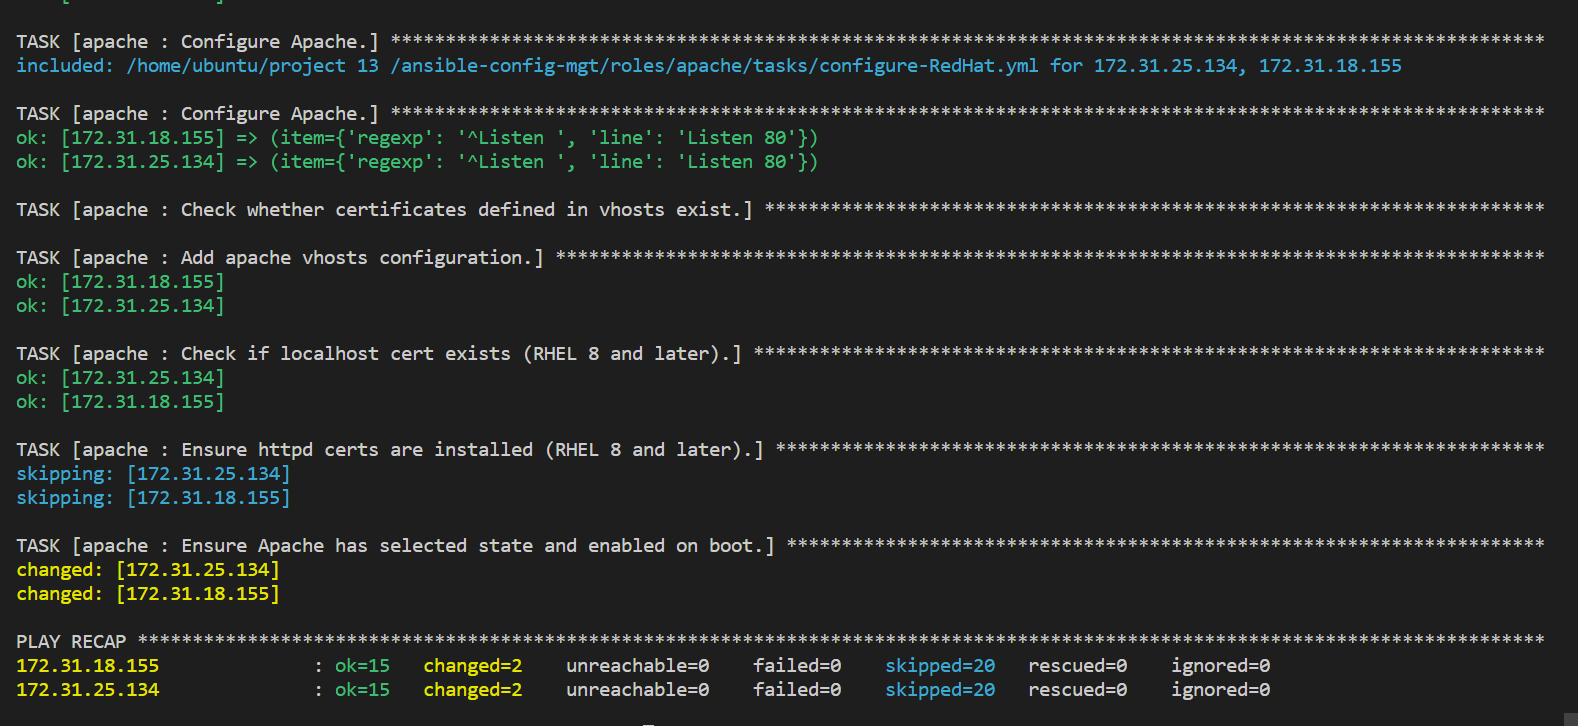 TASK [apache : Configure Apache.] *********************************************************************************************************
included: /home/ubuntu/project 13 /ansible-config-mgt/roles/apache/tasks/configure-RedHat.yml for 172.31.25.134, 172.31.18.155
TASK [apache : Configure Apache.] *********************************************************************************************************
ok: [172.31.18.155] => (item={'regexp': '^Listen ', 'line': 'Listen 80'})
ok: [172.31.25.134] => (item={'regexp': '^Listen ', 'line': 'Listen 80'})
TASK [apache : Check whether certificates defined in vhosts exist.] ***********************************************************************
TASK [apache : Add apache vhosts configuration.] ******************************************************************************************
ok: [172.31.18.155]
ok: [172.31.25.134]
TASK [apache : Check if localhost cert exists (RHEL 8 and later).] ************************************************************************
ok: [172.31.25.134]
ok: [172.31.18.155]
TASK [apache : Ensure httpd certs are installed (RHEL 8 and later).] **********************************************************************
skipping: [172.31.25.134]
skipping: [172.31.18.155]
TASK [apache : Ensure Apache has selected state and enabled on boot.] *********************************************************************
changed: [172.31.25.134]
changed: [172.31.18.155]
PLAY RECAP ********************************************************************************************************************************
172.31.18.155 : ok=15 changed=2 unreachable=0 failed=0 skipped=20 rescued=0 ignored=0
172.31.25.134 : ok=15 changed=2 unreachable=0 failed=0 skipped=20 rescued=0 ignored=0